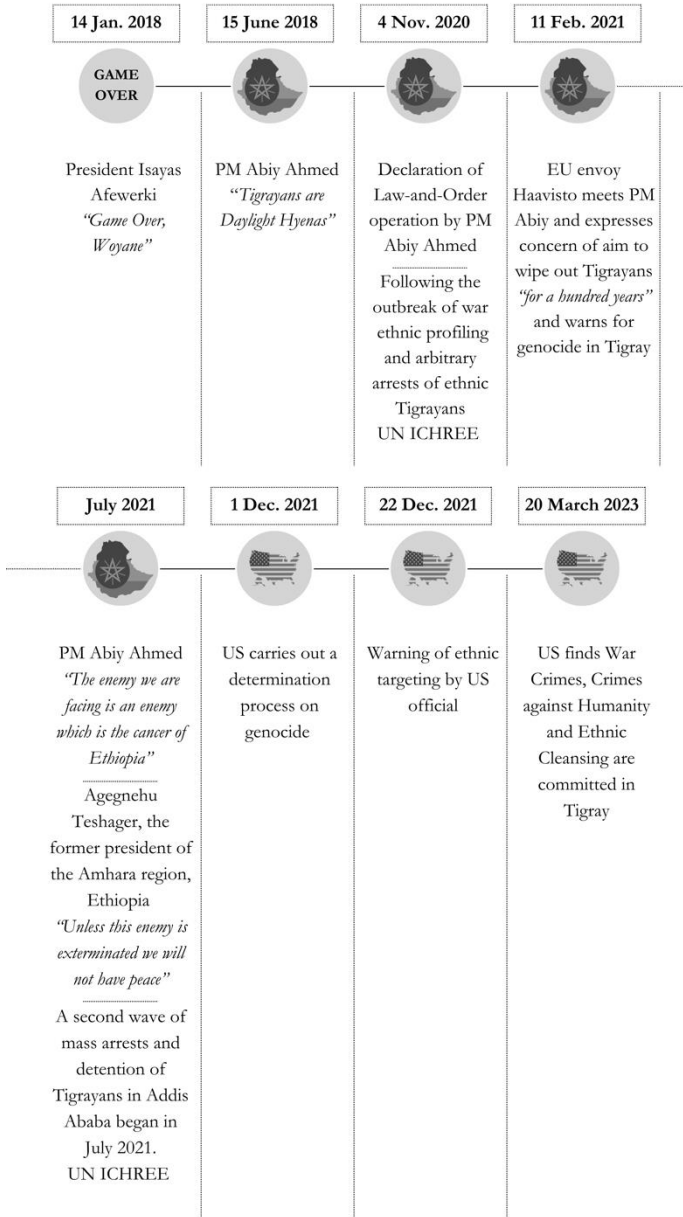 14 Jan. 2018
GAME
OVER
President Isayas
Afewerki
“Game Over,
Woyane”
15 June 2018
PM Abiy Ahmed
“Tigrayans are
Daylight Hyenas”
4 Nov. 2020
Declaration of
Law-and-Order
operation by PM
Abiy Ahmed
Following the
outbreak of war
ethnic profiling
and arbitrary
arrests of ethnic
Tigrayans
UN ICHREE
11 Feb. 2021
EU envoy
Haavisto meets PM
Abiy and expresses
concern of aim to
wipe out Tigrayans
“for a hundred years”
and warns for
genocide in Tigray
July 2021
PM Abiy Ahmed
“The enemy we are
facing is an enemy
which is the cancer of
Ethiopia”
Agegnehu
Teshager, the
former president of
the Amhara region,
Ethiopia
“Unless this enemy is
exterminated we will
not have peace”
A second wave of
mass arrests and
detention of
Tigrayans in Addis
Ababa began in
July 2021.
UN ICHREE
1 Dec. 2021
US carries out a
determination
process on
genocide
22 Dec. 2021
Warning of ethnic
targeting by US
official
20 March 2023
US finds War
Crimes, Crimes
against Humanity
and Ethnic
Cleansing are
committed in
Tigray